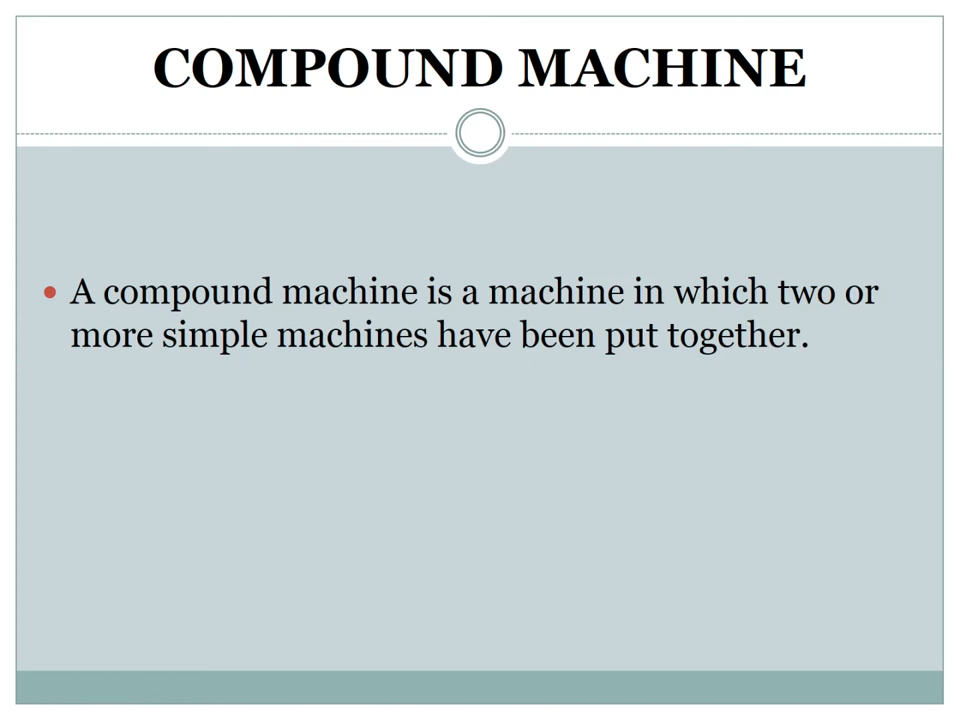 COMPOUND MACHINE
• A compound machine is a machine in which two or
more simple machines have been put together.